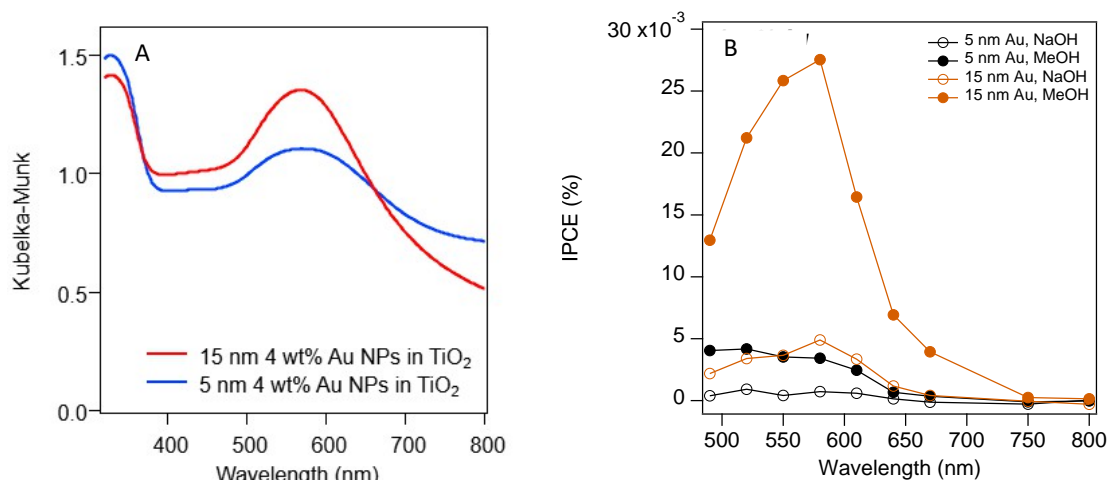 A
1.5
1.0
0.5
0.0
Kubelka-Munk
15 nm 4 wt% Au NPs in TiO₂
5 nm 4 wt% Au NPs in TiO₂
400 500 600 700 800
Wavelength (nm)
B
30 x10⁻³
25
20
15
10
5
0
IPCE (%)
5 nm Au, NaOH
5 nm Au, MeOH
15 nm Au, NaOH
15 nm Au, MeOH
500 550 600 650 700 750 800
Wavelength (nm)